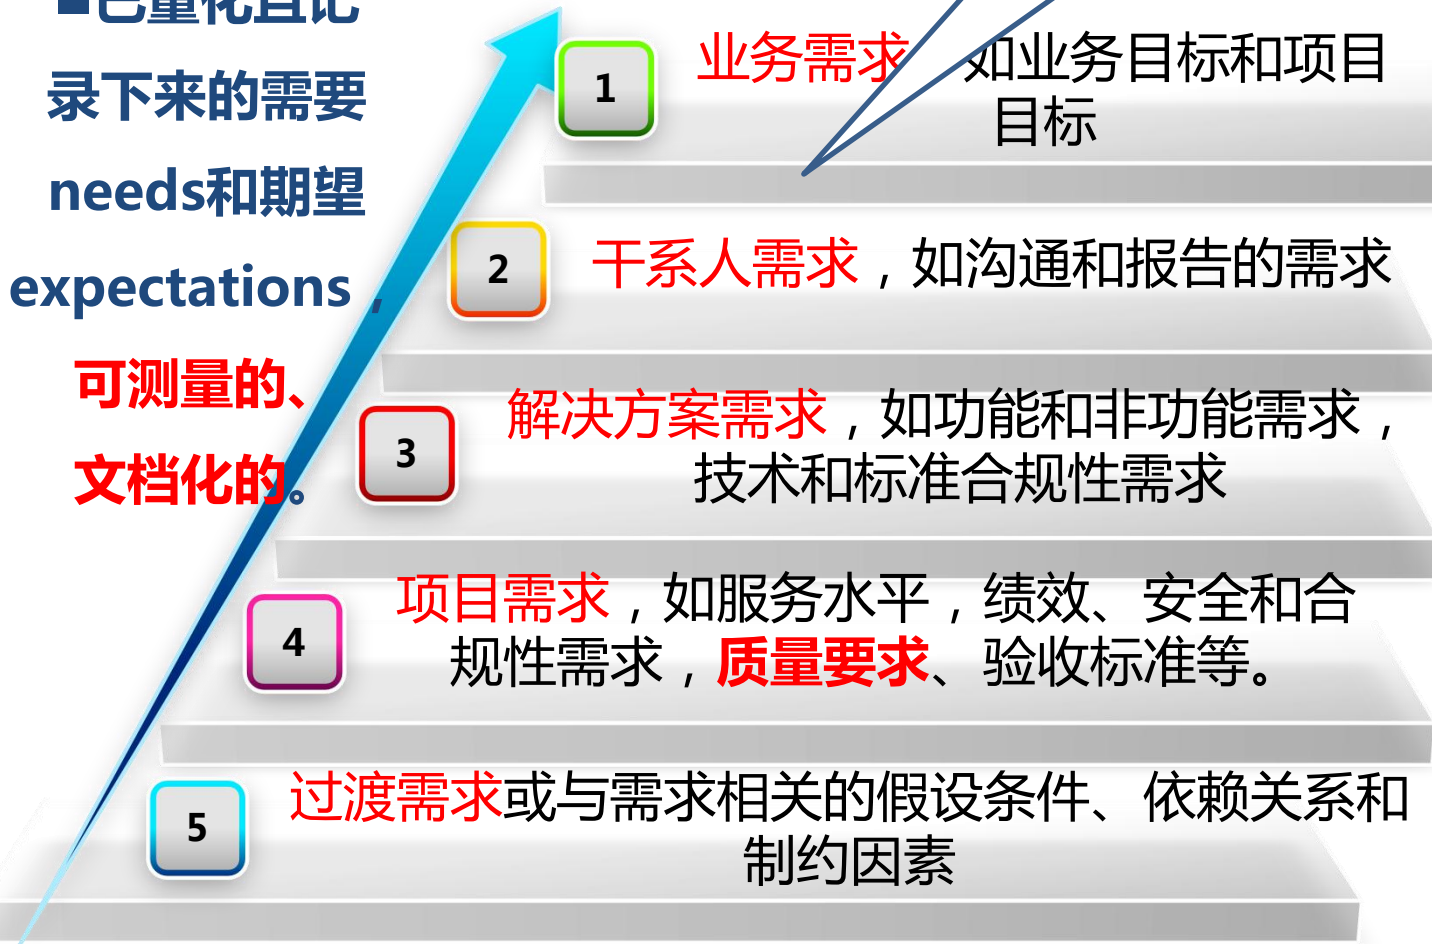 ■已量化且记
录下来的需要
needs和期望
expectations，
可测量的、
文档化的。
1
业务需求 如业务目标和项目
目标
2
干系人需求，如沟通和报告的需求
3
解决方案需求，如功能和非功能需求，
技术和标准合规性需求
4
项目需求，如服务水平，绩效、安全和合
规性需求，质量要求、验收标准等。
5
过渡需求或与需求相关的假设条件、依赖关系和
制约因素